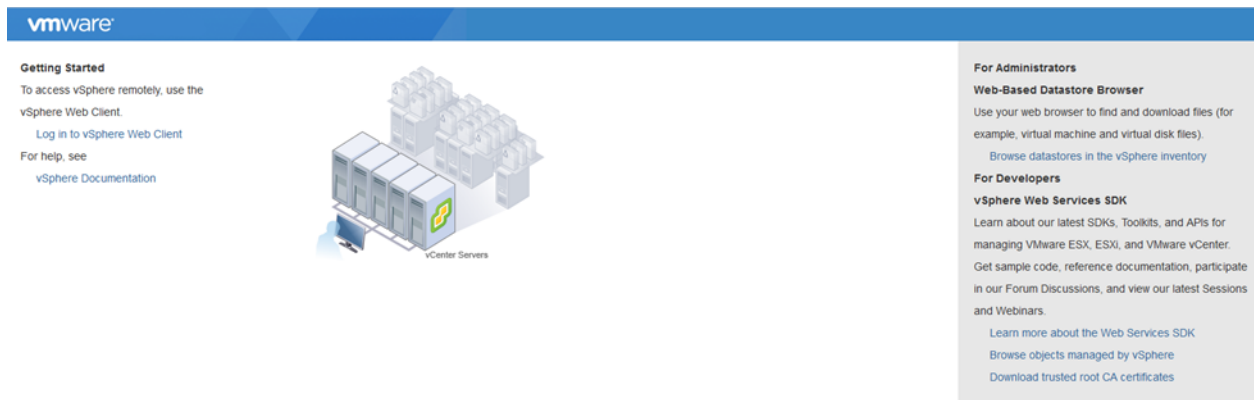 vmware
Getting Started
To access vSphere remotely, use the
vSphere Web Client.
Log in to vSphere Web Client
For help, see
vSphere Documentation
vCenter Servers
For Administrators
Web-Based Datastore Browser
Use your web browser to find and download files (for
example, virtual machine and virtual disk files).
Browse datastores in the vSphere inventory
For Developers
vSphere Web Services SDK
Learn about our latest SDKs, Toolkits, and APIs for
managing VMware ESX, ESXi, and VMware vCenter.
Get sample code, reference documentation, participate
in our Forum Discussions, and view our latest Sessions
and Webinars.
Learn more about the Web Services SDK
Browse objects managed by vSphere
Download trusted root CA certificates